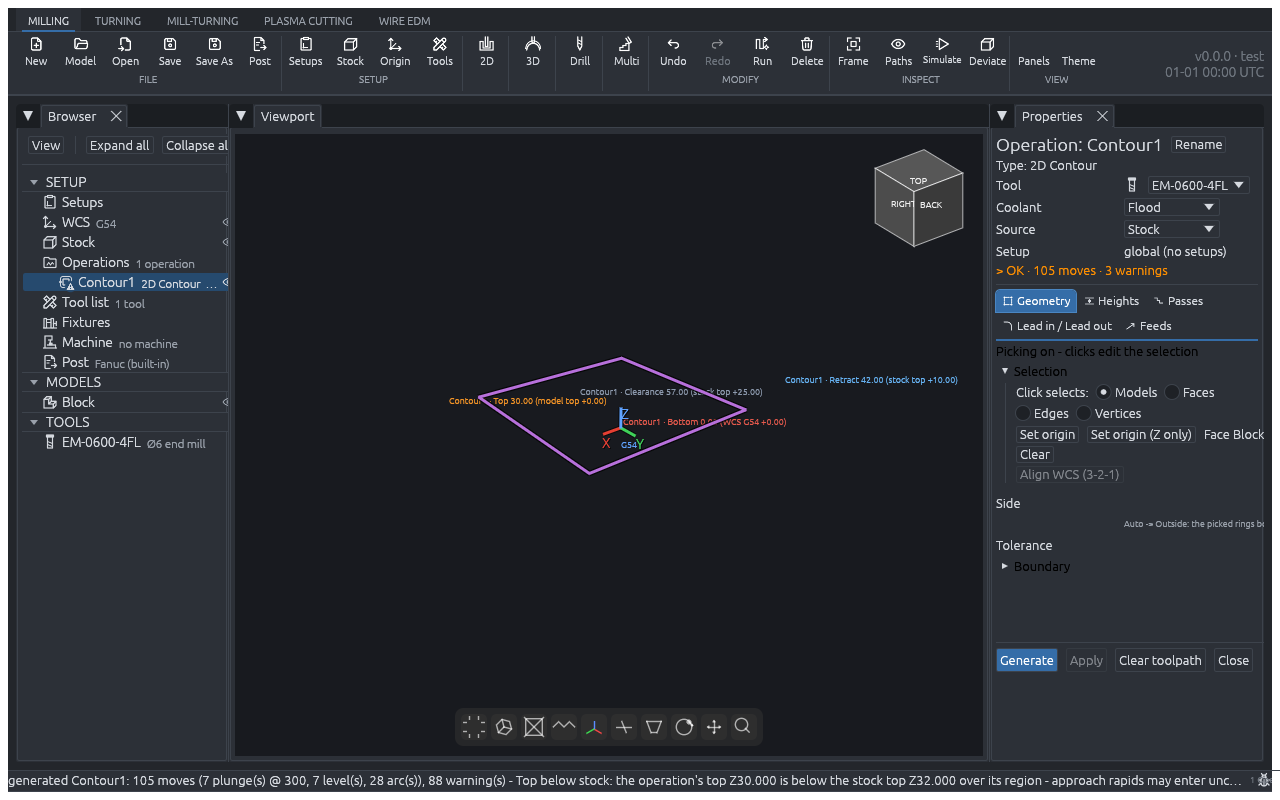 MILLING TURNING MILL-TURNING PLASMA CUTTING WIRE EDM
New Model Open Save Save As Post Setups Stock Origin Tools 2D 3D Drill Multi Undo Redo Run Delete Frame Paths Simulate Deviate Panels Theme
FILE SETUP MODIFY INSPECT VIEW
v0.0.0 · test
01-01 00:00 UTC
Browser
View Expand all Collapse al
SETUP
Setups
WCS G54
Stock
Operations 1 operation
Contour1 2D Contour ...
Tool list 1 tool
Fixtures
Machine no machine
Post Fanuc (built-in)
MODELS
Block
TOOLS
EM-0600-4FL Ø6 end mill
Viewport
TOP
RIGHT BACK
Contour1 · Retract 42.00 (stock top +10.00)
Contour1 · Clearance 57.00 (stock top +25.00)
Contour1 · Top 30.00 (model top +0.00)
Contour1 · Bottom 0.00 (WCS G54 +0.00)
Z
X G54 Y
Properties
Operation: Contour1 Rename
Type: 2D Contour
Tool EM-0600-4FL
Coolant Flood
Source Stock
Setup global (no setups)
> OK · 105 moves · 3 warnings
Geometry Heights Passes
Lead in / Lead out Feeds
Picking on - clicks edit the selection
Selection
Click selects: Models Faces
Edges Vertices
Set origin Set origin (Z only) Face Block
Clear
Align WCS (3-2-1)
Side
Auto -> Outside: the picked rings bo
Tolerance
Boundary
Generate Apply Clear toolpath Close
generated Contour1: 105 moves (7 plunge(s) @ 300, 7 level(s), 28 arc(s)), 88 warning(s) - Top below stock: the operation's top Z30.000 is below the stock top Z32.000 over its region - approach rapids may enter unc...